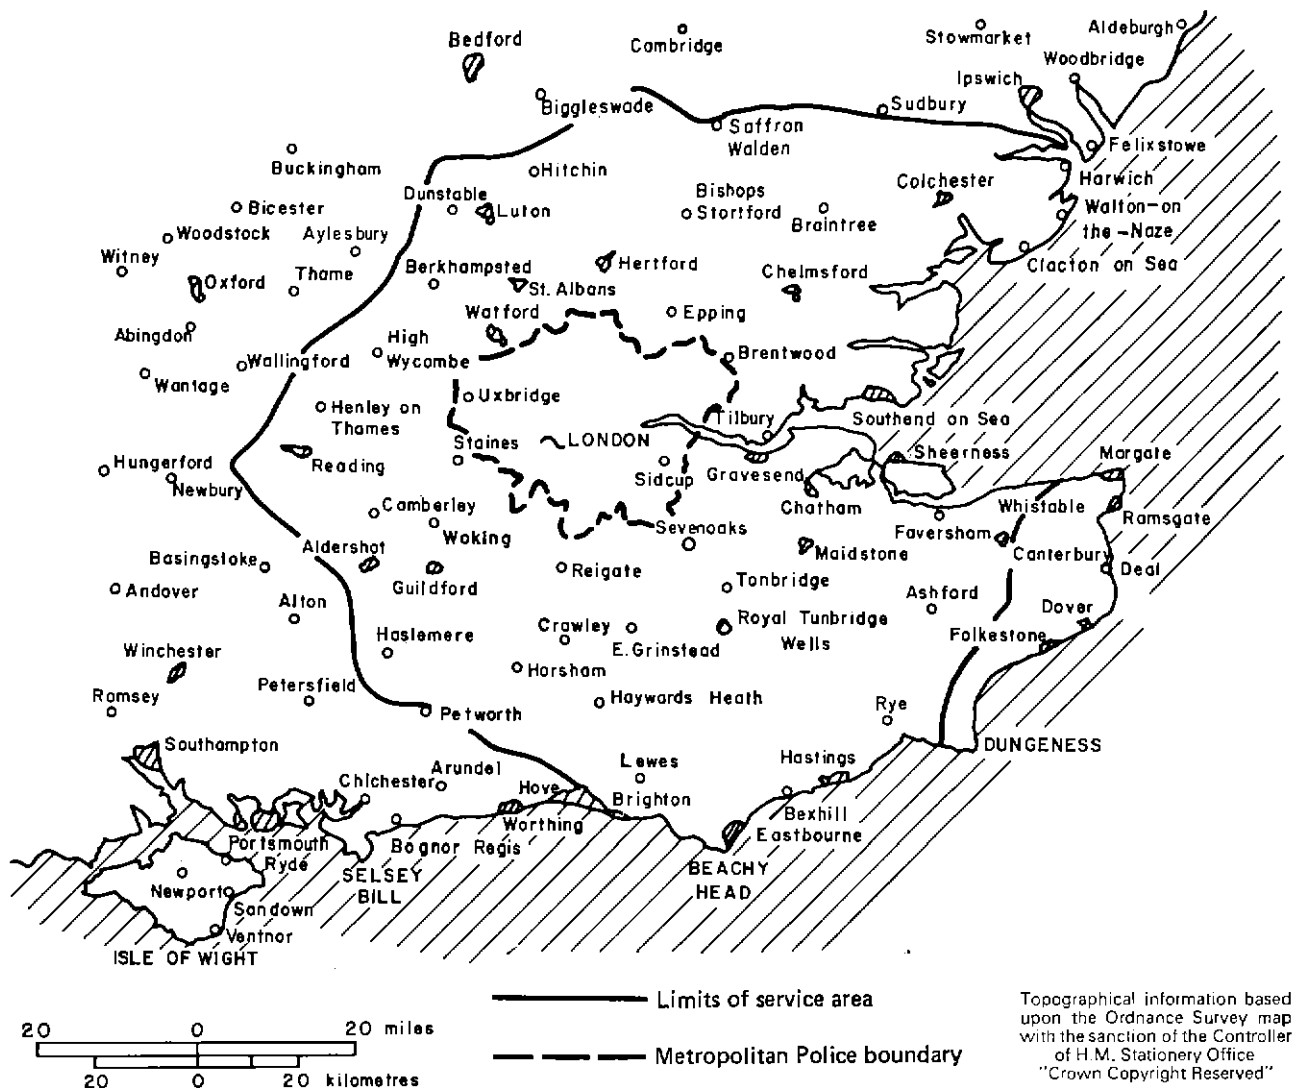 Bedford
Cambridge
Stowmarket
Aldeburgh
Woodbridge
Ipswich
Biggleswade
Sudbury
Saffron
Walden
Felixstowe
Buckingham
Hitchin
Harwich
Dunstable
Luton
Bishops
Stortford
Braintree
Colchester
Walton-on
the-Naze
Bicester
Woodstock
Aylesbury
Witney
Oxford
Thame
Berkhampsted
Hertford
Chelmsford
Clacton on Sea
St. Albans
Watford
Epping
Abingdon
Wallingford
High
Wycombe
Brentwood
Wantage
Uxbridge
Henley on
Thames
Tilbury
Southend on Sea
Staines
LONDON
Hungerford
Newbury
Reading
Sidcup
Gravesend
Sheerness
Margate
Camberley
Woking
Sevenoaks
Chatham
Faversham
Whistable
Ramsgate
Basingstoke
Aldershot
Guildford
Reigate
Maidstone
Canterbury
Deal
Andover
Alton
Tonbridge
Ashford
Dover
Haslemere
Crawley
E. Grinstead
Royal Tunbridge
Wells
Folkestone
Winchester
Horsham
Ramsey
Petersfield
Petworth
Haywards Heath
Rye
Southampton
DUNGENESS
Chichester
Arundel
Hove
Lewes
Brighton
Hastings
Bexhill
Eastbourne
Portsmouth
Ryde
Bognor Regis
Worthing
BEACHY
HEAD
SELSEY
BILL
Newport
Sandown
Ventnor
ISLE OF WIGHT
Limits of service area
Metropolitan Police boundary
20 0 20 miles
20 0 20 kilometres
Topographical information based
upon the Ordnance Survey map
with the sanction of the Controller
of H.M. Stationery Office
"Crown Copyright Reserved"